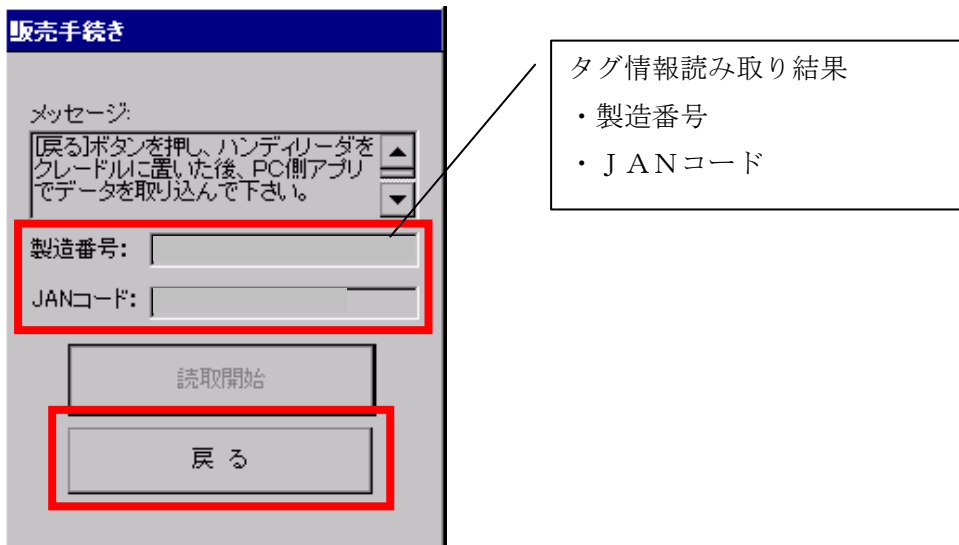 販売手続き
メッセージ:
[戻る]ボタンを押し、ハンディリーダを
クレードルに置いた後、PC側アプリ
でデータを取り込んで下さい。
製造番号:
JANコード:
読取開始
戻 る
タグ情報読み取り結果
・製造番号
・ＪＡＮコード